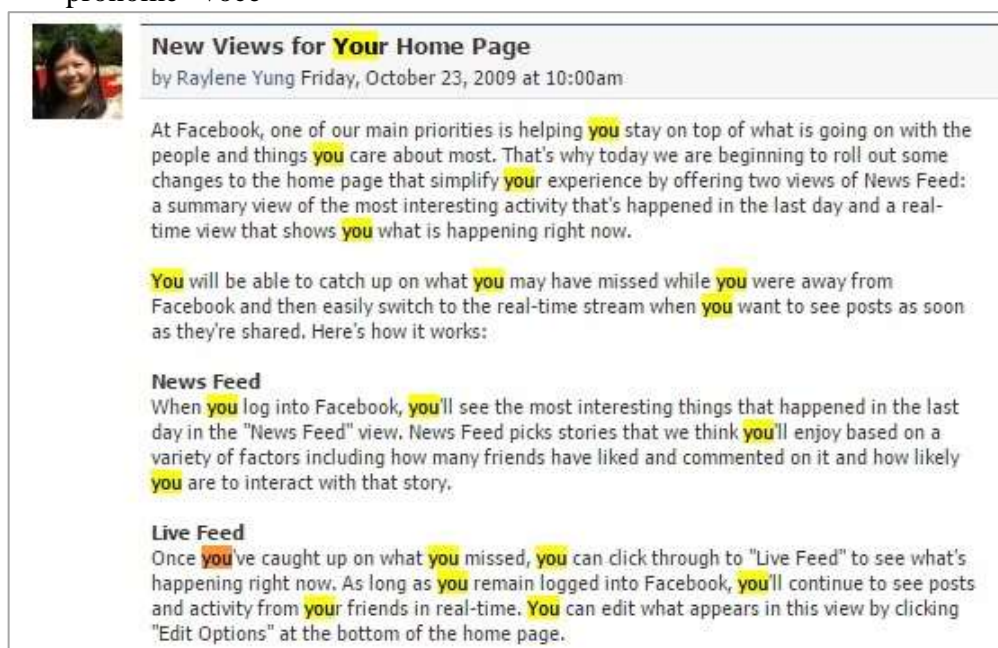 New Views for Your Home Page
by Raylene Yung Friday, October 23, 2009 at 10:00am
At Facebook, one of our main priorities is helping you stay on top of what is going on with the
people and things you care about most. That's why today we are beginning to roll out some
changes to the home page that simplify your experience by offering two views of News Feed:
a summary view of the most interesting activity that's happened in the last day and a real-
time view that shows you what is happening right now.
You will be able to catch up on what you may have missed while you were away from
Facebook and then easily switch to the real-time stream when you want to see posts as soon
as they're shared. Here's how it works:
News Feed
When you log into Facebook, you'll see the most interesting things that happened in the last
day in the "News Feed" view. News Feed picks stories that we think you'll enjoy based on a
variety of factors including how many friends have liked and commented on it and how likely
you are to interact with that story.
Live Feed
Once you've caught up on what you missed, you can click through to "Live Feed" to see what's
happening right now. As long as you remain logged into Facebook, you'll continue to see posts
and activity from your friends in real-time. You can edit what appears in this view by clicking
"Edit Options" at the bottom of the home page.